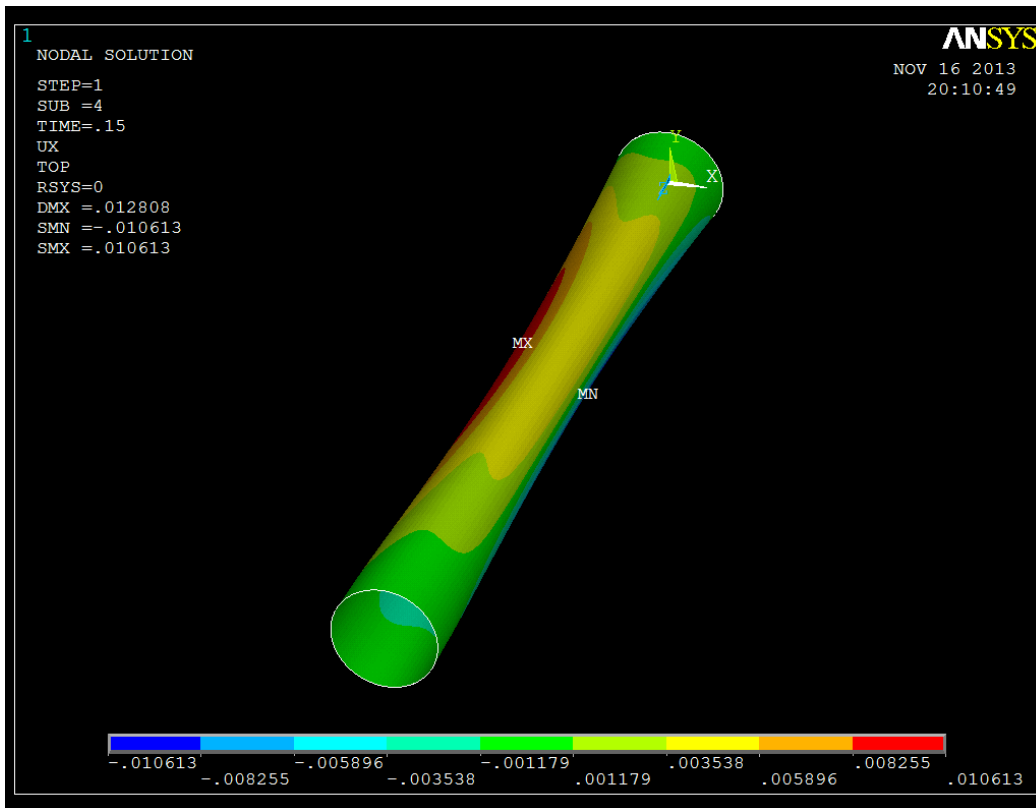 1
ANSYS
NODAL SOLUTION
NOV 16 2013
20:10:49
STEP=1
SUB =4
TIME=.15
UX
TOP
RSYS=0
DMX =.012808
SMN =-.010613
SMX =.010613
Y
X
Z
MX
MN
-.010613
-.008255
-.005896
-.003538
-.001179
.001179
.003538
.005896
.008255
.010613